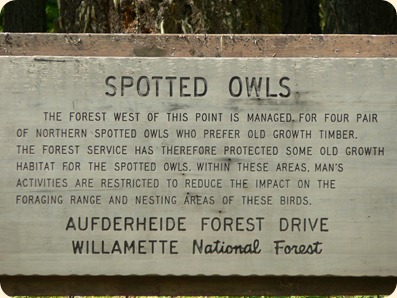 SPOTTED OWLS
THE FOREST WEST OF THIS POINT IS MANAGED, FOR FOUR PAIR
OF NORTHERN SPOTTED OWLS WHO PREFER OLD GROWTH TIMBER.
THE FOREST SERVICE HAS THEREFORE PROTECTED SOME OLD GROWTH
HABITAT FOR THE SPOTTED OWLS. WITHIN THESE AREAS, MAN'S
ACTIVITIES ARE RESTRICTED TO REDUCE THE IMPACT ON THE
FORAGING RANGE AND NESTING AREAS OF THESE BIRDS.
AUFDERHEIDE FOREST DRIVE
WILLAMETTE National Forest